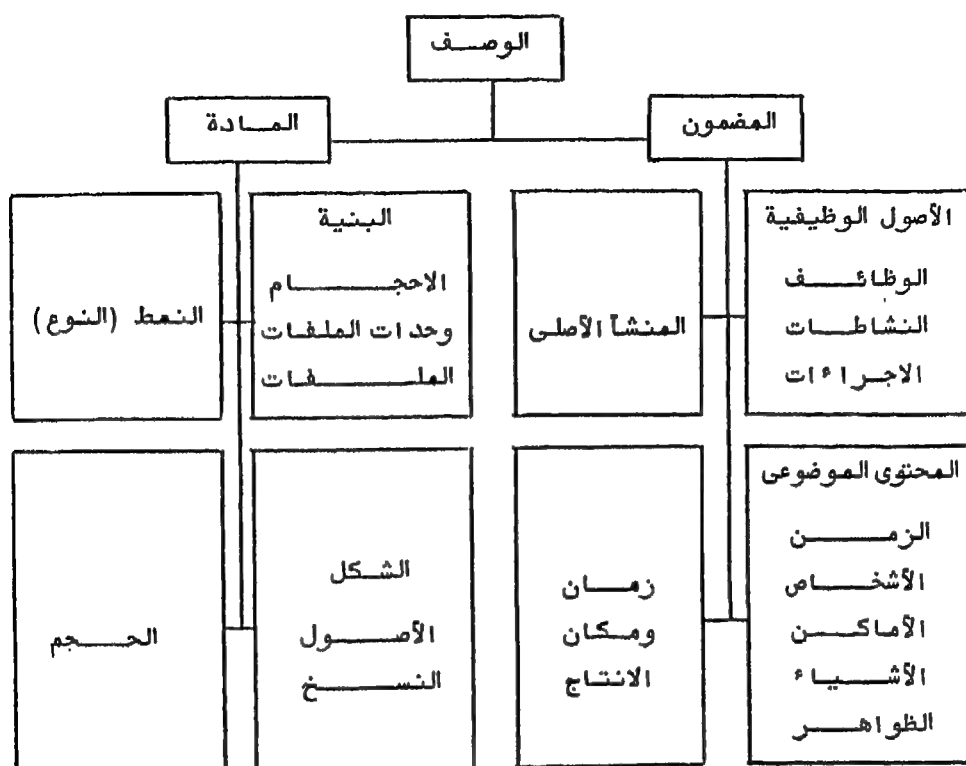 الوصف
المضمون
المادة
الأصول الوظيفية
الوظائف
النشاطات
الاجراءات
المنشأ الأصلى
البنية
الاحجام
وحدات الملفات
الملفات
النمط (النوع)
المحتوى الموضوعى
الزمن
الأشخاص
الأماكن
الأشياء
الظواهر
زمان
ومكان
الانتاج
الشكل
الأصول
النسخ
الحجم